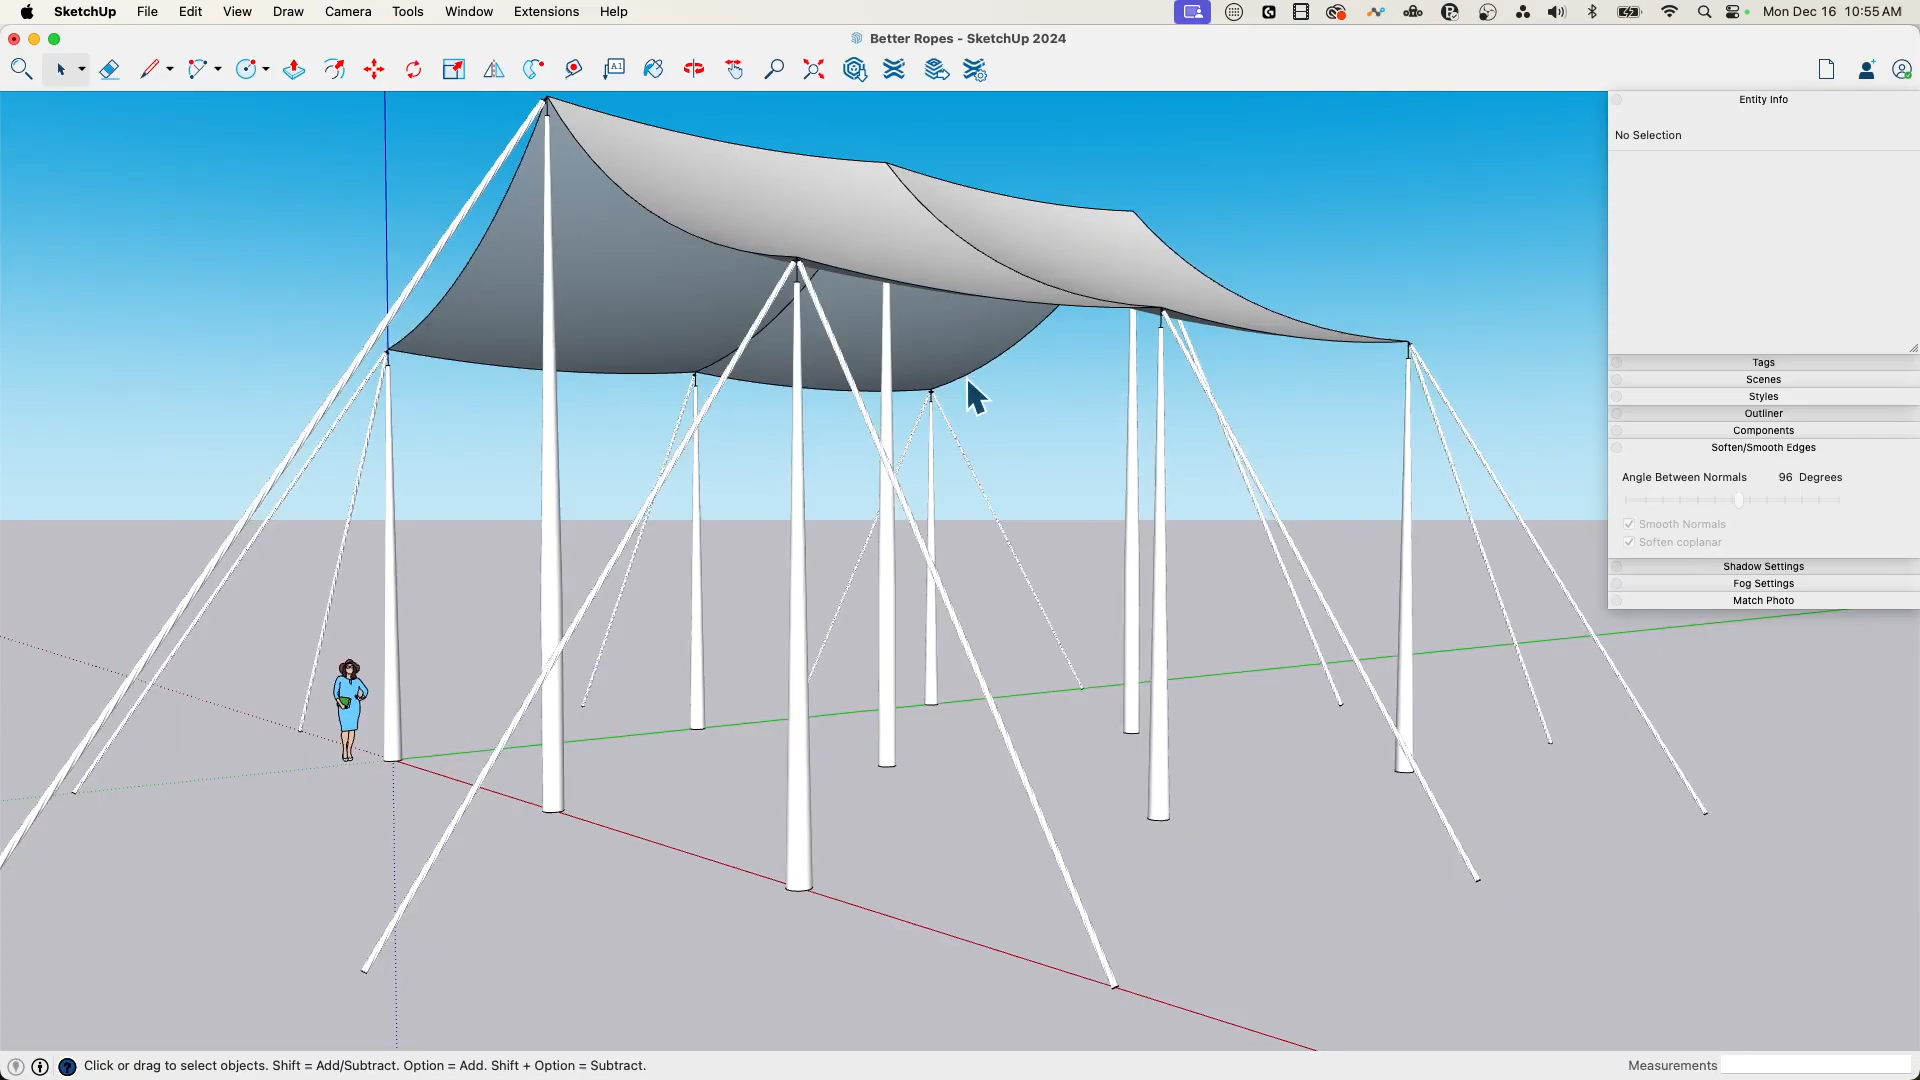 SketchUp File Edit View Draw Camera Tools Window Extensions Help Mon Dec 16 10:55 AM
Better Ropes - SketchUp 2024
A1
Entity Info
No Selection
Tags
Scenes
Styles
Outliner
Components
Soften/Smooth Edges
Angle Between Normals 96 Degrees
Smooth Normals
Soften coplanar
Shadow Settings
Fog Settings
Match Photo
Click or drag to select objects. Shift = Add/Subtract. Option = Add. Shift + Option = Subtract.
Measurements